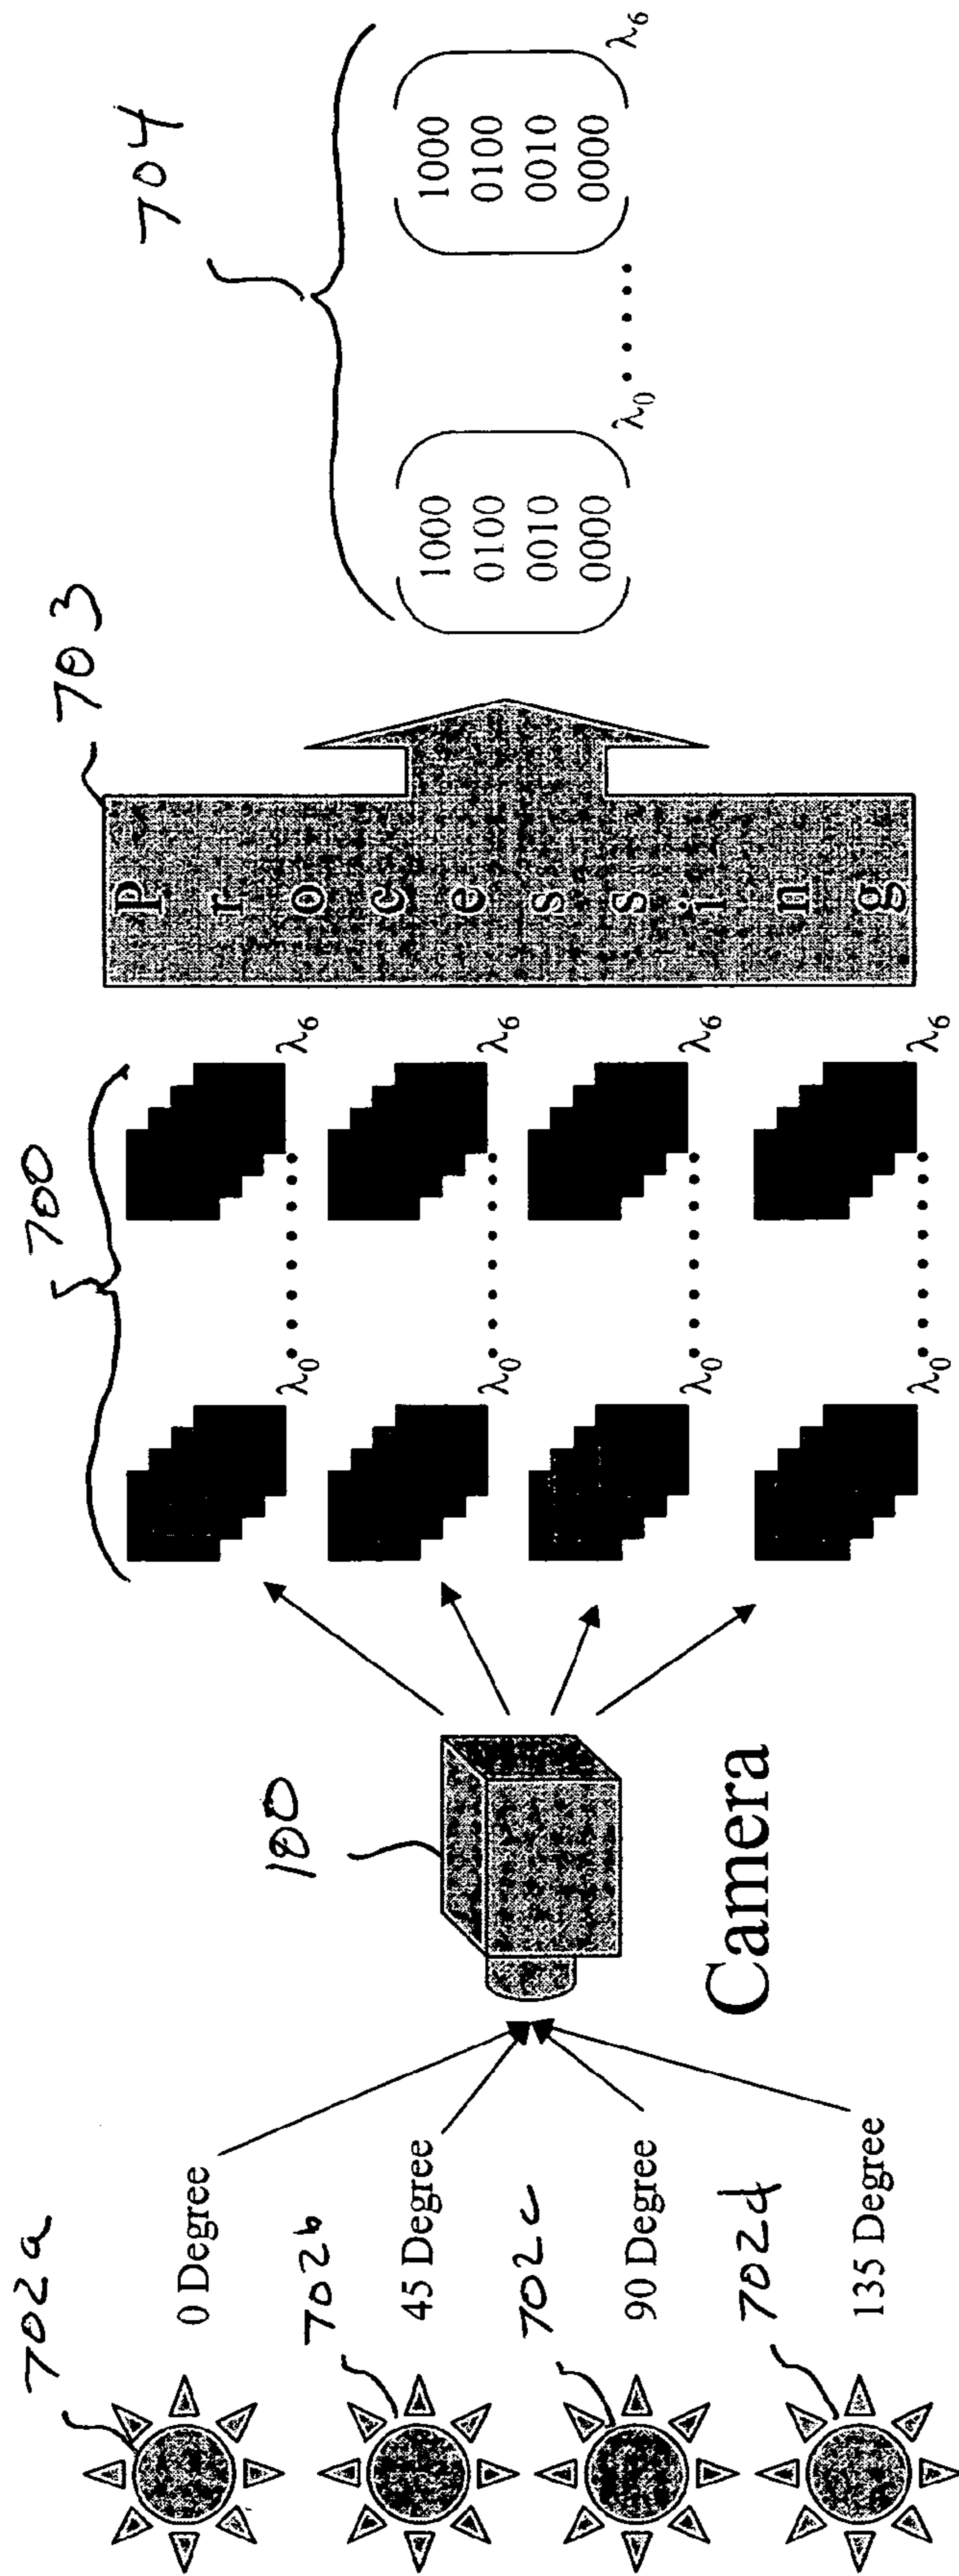 702a
0 Degree
702b
45 Degree
702c
90 Degree
702d
135 Degree
180
Camera
700
λ0 λ6
λ0 λ6
λ0 λ6
λ0 λ6
703
Processing
704
1000
0100
0010
0000
λ0
1000
0100
0010
0000
λ6